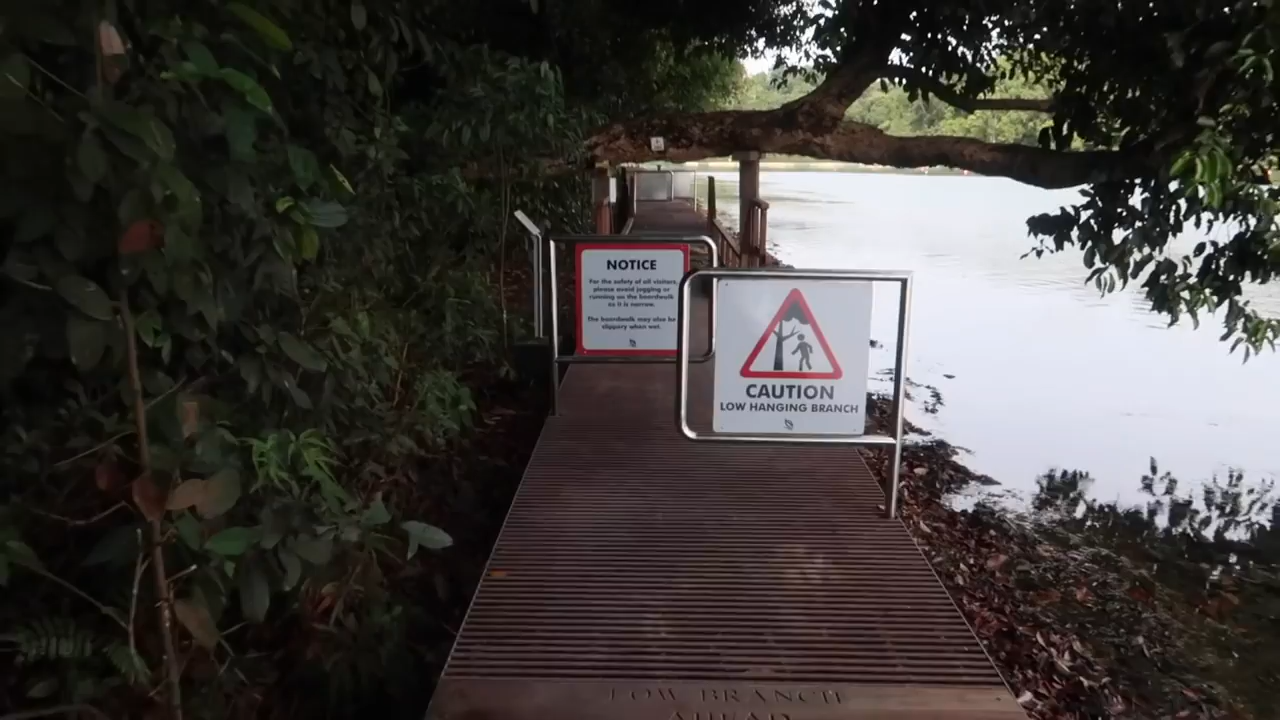 NOTICE
For the safety of all visitors,
please avoid jogging or
running on the boardwalk
as it is narrow.
The boardwalk may also be
slippery when wet.
CAUTION
LOW HANGING BRANCH
LOW BRANCH
AHEAD